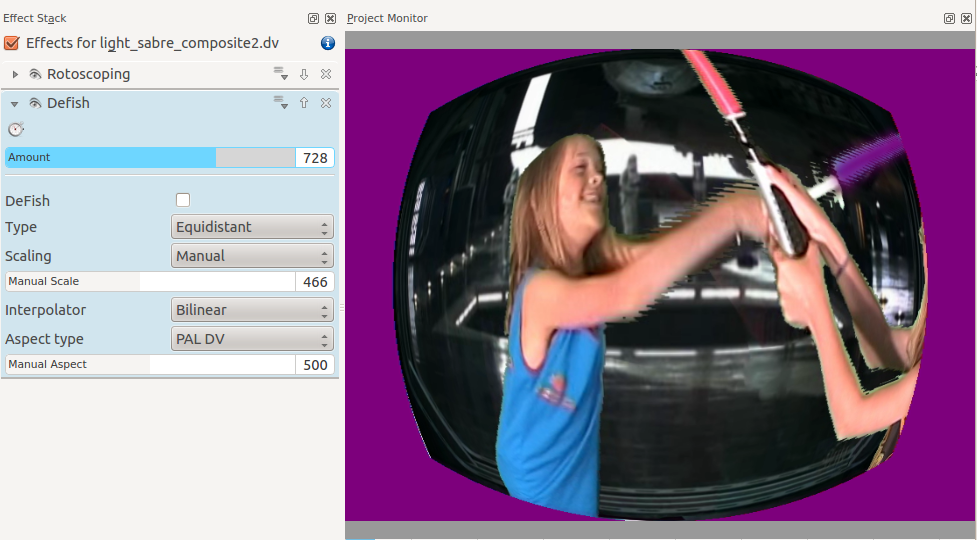 Effect Stack
Project Monitor
Effects for light_sabre_composite2.dv
Rotoscoping
Defish
Amount 728
DeFish
Type Equidistant
Scaling Manual
Manual Scale 466
Interpolator Bilinear
Aspect type PAL DV
Manual Aspect 500